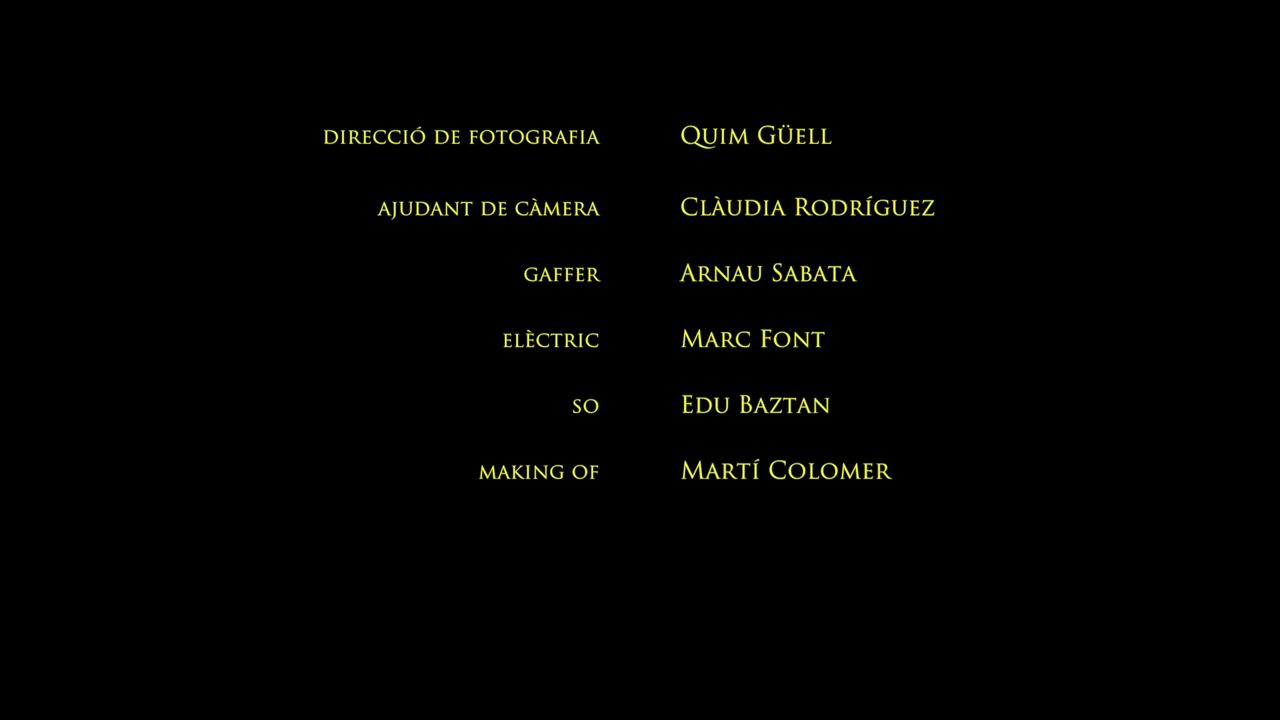 DIRECCIÓ DE FOTOGRAFIA QUIM GÜELL
AJUDANT DE CÀMERA CLÀUDIA RODRÍGUEZ
GAFFER ARNAU SABATA
ELÈCTRIC MARC FONT
SO EDU BAZTAN
MAKING OF MARTÍ COLOMER